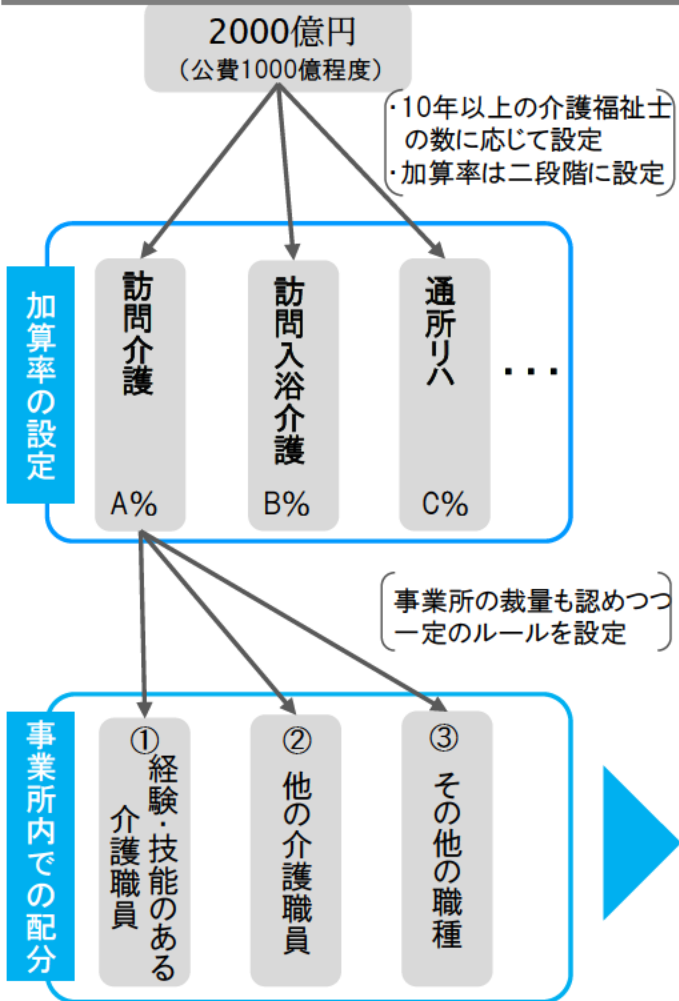 2000億円
（公費1000億程度）
・10年以上の介護福祉士
の数に応じて設定
・加算率は二段階に設定
加算率の設定
訪問介護
A%
訪問入浴介護
B%
通所リハ
C%
・・・
事業所の裁量も認めつつ
一定のルールを設定
事業所内での配分
①
経験・技能のある
介護職員
②
他の介護職員
③
その他の職種